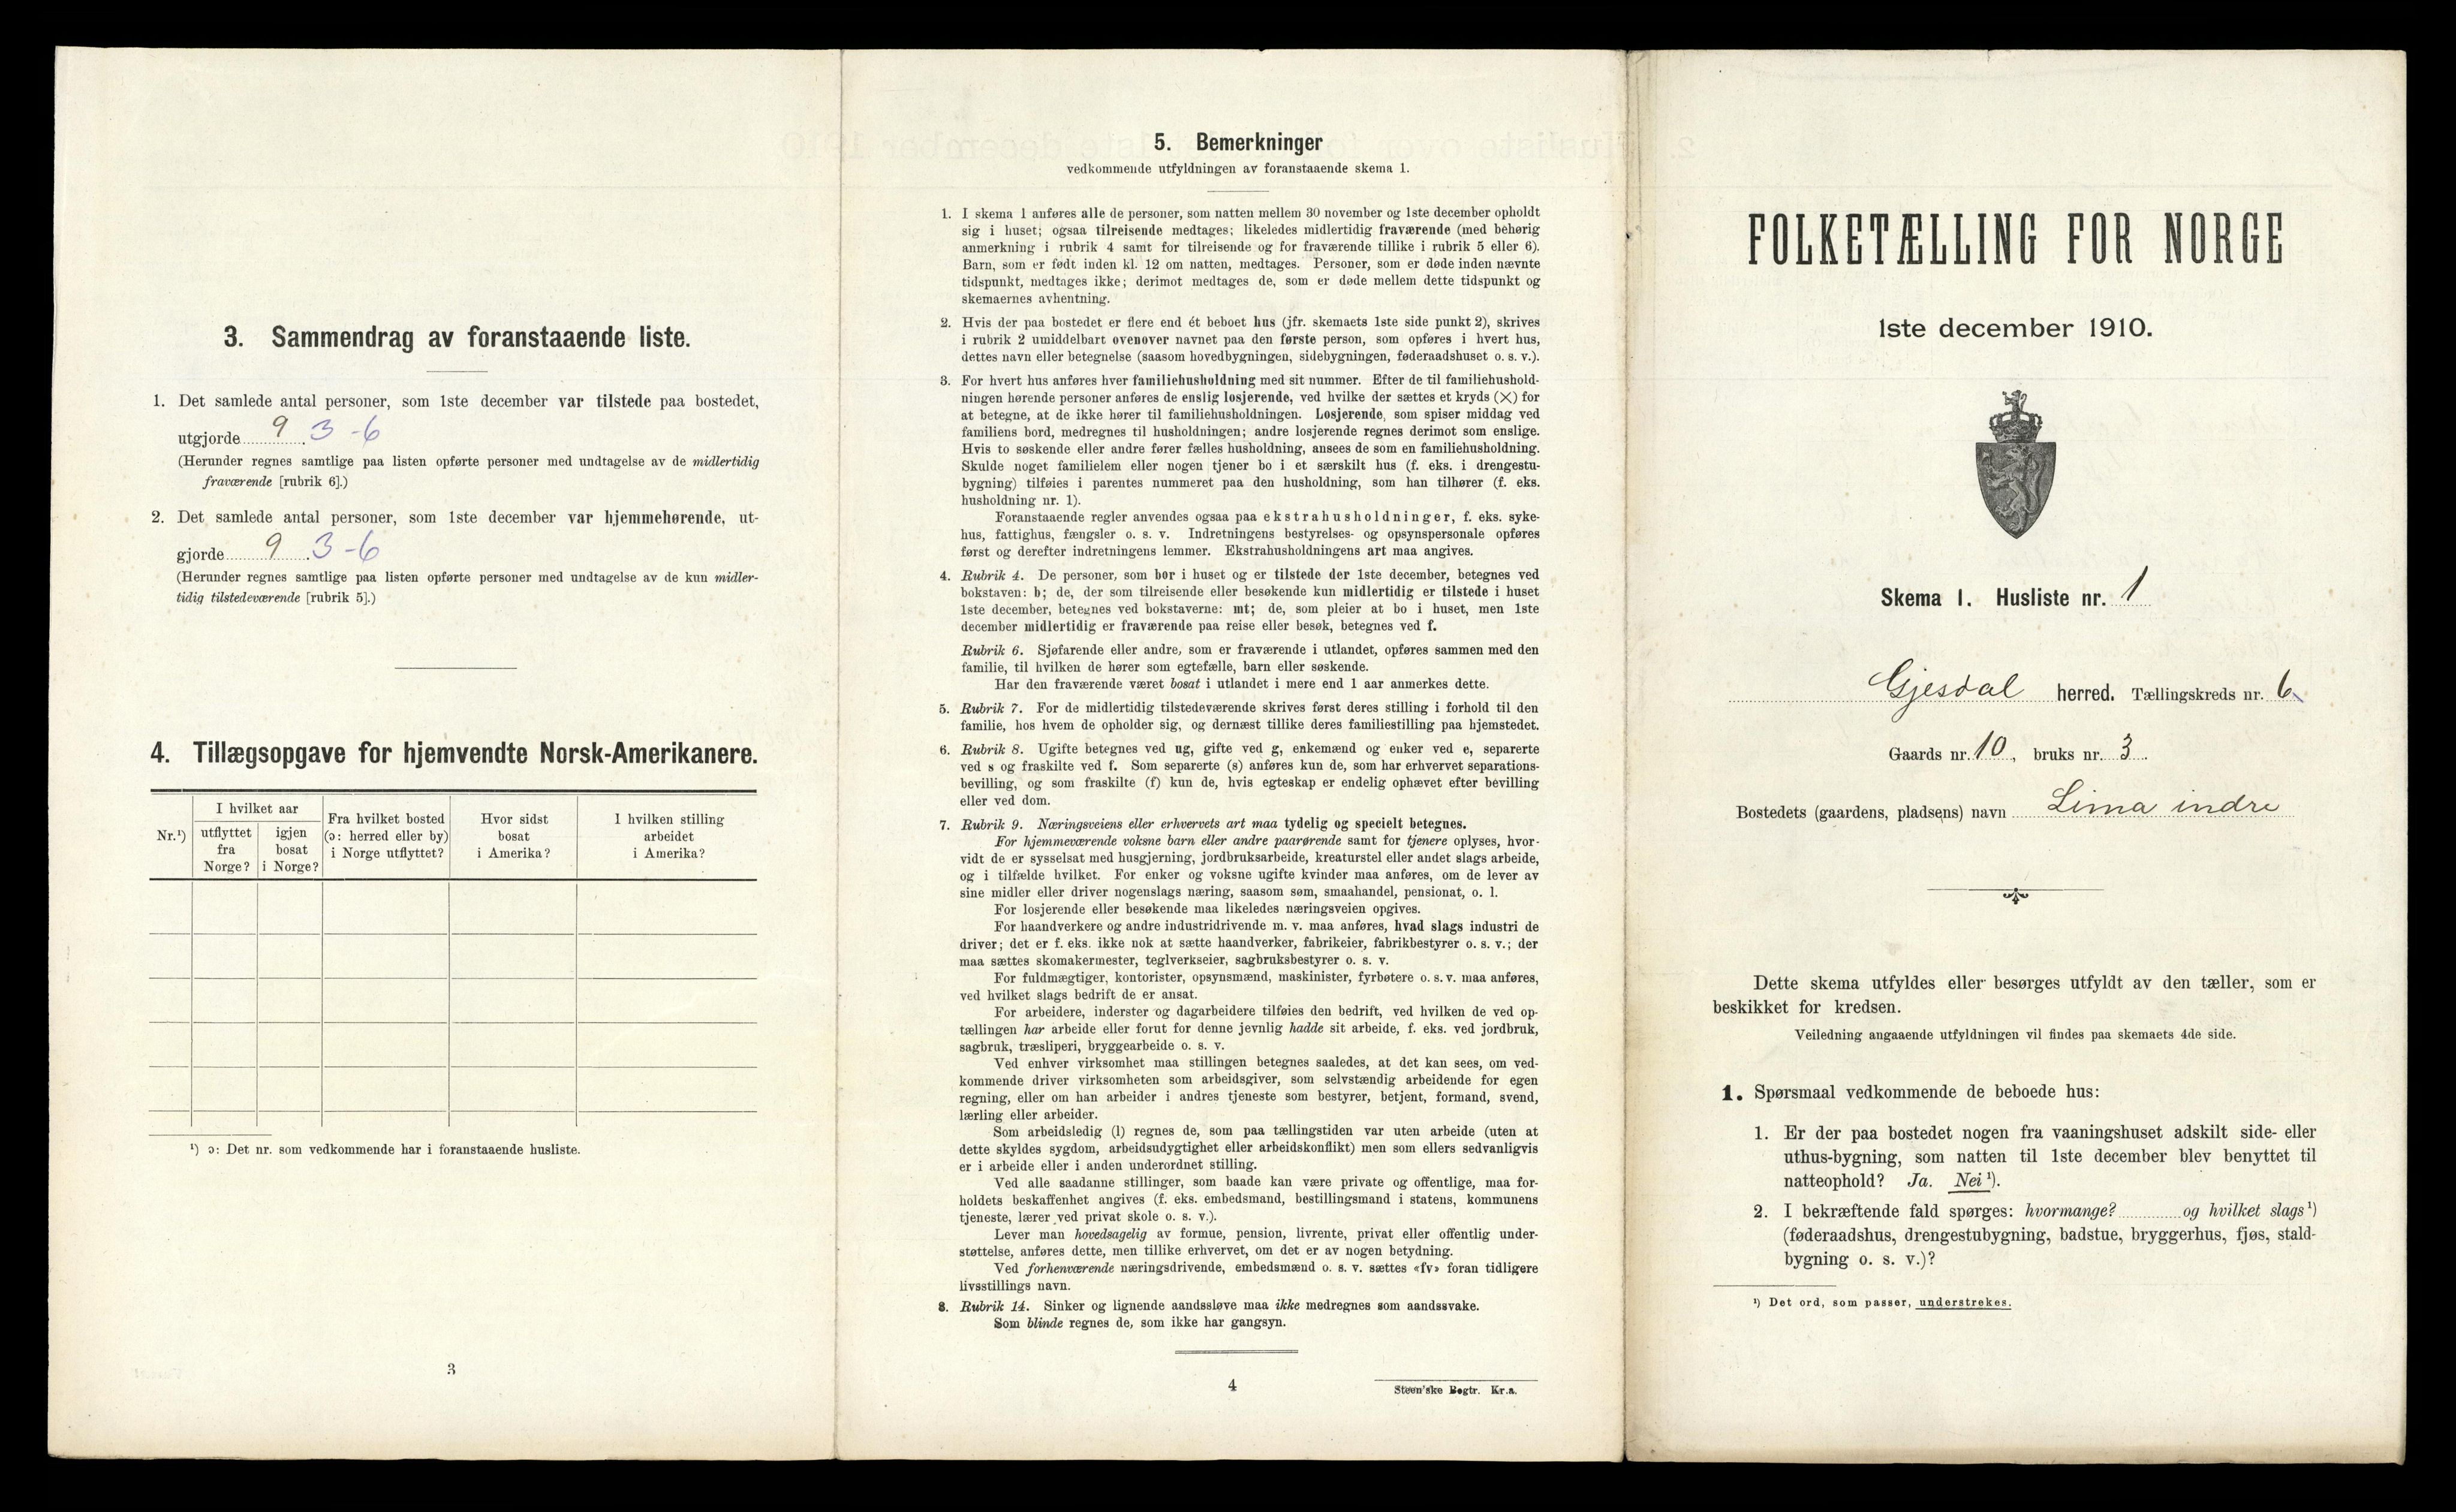 3. Sammendrag av foranstaaende liste.
1. Det samlede antal personer, som 1ste december var tilstede paa bostedet,
utgjorde 9 . 3 - 6
(Herunder regnes samtlige paa listen opførte personer med undtagelse av de midlertidig
fraværende [rubrik 6].)
2. Det samlede antal personer, som 1ste december var hjemmehørende, ut-
gjorde 9 . 3 - 6
(Herunder regnes samtlige paa listen opførte personer med undtagelse av de kun midler-
tidig tilstedeværende [rubrik 5].)
4. Tillægsopgave for hjemvendte Norsk-Amerikanere.
Nr.¹)
I hvilket aar
utflyttet
fra
Norge?
igjen
bosat
i Norge?
Fra hvilket bosted
(ɔ: herred eller by)
i Norge utflyttet?
Hvor sidst
bosat
i Amerika?
I hvilken stilling
arbeidet
i Amerika?
¹) ɔ: Det nr. som vedkommende har i foranstaaende husliste.
3
5. Bemerkninger
vedkommende utfyldningen av foranstaaende skema 1.
1. I skema 1 anføres alle de personer, som natten mellem 30 november og 1ste december opholdt
sig i huset; ogsaa tilreisende medtages; likeledes midlertidig fraværende (med behørig
anmerkning i rubrik 4 samt for tilreisende og for fraværende tillike i rubrik 5 eller 6).
Barn, som er født inden kl. 12 om natten, medtages. Personer, som er døde inden nævnte
tidspunkt, medtages ikke; derimot medtages de, som er døde mellem dette tidspunkt og
skemaernes avhentning.
2. Hvis der paa bostedet er flere end ét beboet hus (jfr. skemaets 1ste side punkt 2), skrives
i rubrik 2 umiddelbart ovenover navnet paa den første person, som opføres i hvert hus,
dettes navn eller betegnelse (saasom hovedbygningen, sidebygningen, føderaadshuset o. s. v.).
3. For hvert hus anføres hver familiehusholdning med sit nummer. Efter de til familiehushold-
ningen hørende personer anføres de enslig losjerende, ved hvilke der sættes et kryds (×) for
at betegne, at de ikke hører til familiehusholdningen. Losjerende, som spiser middag ved
familiens bord, medregnes til husholdningen; andre losjerende regnes derimot som enslige.
Hvis to søskende eller andre fører fælles husholdning, ansees de som en familiehusholdning.
Skulde noget familielem eller nogen tjener bo i et særskilt hus (f. eks. i drengestu-
bygning) tilføies i parentes nummeret paa den husholdning, som han tilhører (f. eks.
husholdning nr. 1).
Foranstaaende regler anvendes ogsaa paa ekstrahusholdninger, f. eks. syke-
hus, fattighus, fængsler o. s. v. Indretningens bestyrelses- og opsynspersonale opføres
først og derefter indretningens lemmer. Ekstrahusholdningens art maa angives.
4. Rubrik 4. De personer, som bor i huset og er tilstede der 1ste december, betegnes ved
bokstaven: b; de, der som tilreisende eller besøkende kun midlertidig er tilstede i huset
1ste december, betegnes ved bokstaverne: mt; de, som pleier at bo i huset, men 1ste
december midlertidig er fraværende paa reise eller besøk, betegnes ved f.
Rubrik 6. Sjøfarende eller andre, som er fraværende i utlandet, opføres sammen med den
familie, til hvilken de hører som egtefælle, barn eller søskende.
Har den fraværende været bosat i utlandet i mere end 1 aar anmerkes dette.
5. Rubrik 7. For de midlertidig tilstedeværende skrives først deres stilling i forhold til den
familie, hos hvem de opholder sig, og dernæst tillike deres familiestilling paa hjemstedet.
6. Rubrik 8. Ugifte betegnes ved ug, gifte ved g, enkemænd og enker ved e, separerte
ved s og fraskilte ved f. Som separerte (s) anføres kun de, som har erhvervet separations-
bevilling, og som fraskilte (f) kun de, hvis egteskap er endelig ophævet efter bevilling
eller ved dom.
7. Rubrik 9. Næringsveiens eller erhvervets art maa tydelig og specielt betegnes.
For hjemmeværende voksne barn eller andre paarørende samt for tjenere oplyses, hvor-
vidt de er sysselsat med husgjerning, jordbruksarbeide, kreaturstel eller andet slags arbeide,
og i tilfælde hvilket. For enker og voksne ugifte kvinder maa anføres, om de lever av
sine midler eller driver nogenslags næring, saasom søm, smaahandel, pensionat, o. l.
For losjerende eller besøkende maa likeledes næringsveien opgives.
For haandverkere og andre industridrivende m. v. maa anføres, hvad slags industri de
driver; det er f. eks. ikke nok at sætte haandverker, fabrikeier, fabrikbestyrer o. s. v.; der
maa sættes skomakermester, teglverkseier, sagbruksbestyrer o. s. v.
For fuldmægtiger, kontorister, opsynsmænd, maskinister, fyrbøtere o. s. v. maa anføres,
ved hvilket slags bedrift de er ansat.
For arbeidere, inderster og dagarbeidere tilføies den bedrift, ved hvilken de ved op-
tællingen har arbeide eller forut for denne jevnlig hadde sit arbeide, f. eks. ved jordbruk,
sagbruk, træsliperi, bryggearbeide o. s. v.
Ved enhver virksomhet maa stillingen betegnes saaledes, at det kan sees, om ved-
kommende driver virksomheten som arbeidsgiver, som selvstændig arbeidende for egen
regning, eller om han arbeider i andres tjeneste som bestyrer, betjent, formand, svend,
lærling eller arbeider.
Som arbeidsledig (l) regnes de, som paa tællingstiden var uten arbeide (uten at
dette skyldes sygdom, arbeidsudygtighet eller arbeidskonflikt) men som ellers sedvanligvis
er i arbeide eller i anden underordnet stilling.
Ved alle saadanne stillinger, som baade kan være private og offentlige, maa for-
holdets beskaffenhet angives (f. eks. embedsmand, bestillingsmand i statens, kommunens
tjeneste, lærer ved privat skole o. s. v.).
Lever man hovedsagelig av formue, pension, livrente, privat eller offentlig under-
støttelse, anføres dette, men tillike erhvervet, om det er av nogen betydning.
Ved forhenværende næringsdrivende, embedsmænd o. s. v. sættes «fv» foran tidligere
livsstillings navn.
8. Rubrik 14. Sinker og lignende aandssløve maa ikke medregnes som aandssvake.
Som blinde regnes de, som ikke har gangsyn.
4
Steen'ske Bogtr. Kr.a.
FOLKETÆLLING FOR NORGE
1ste december 1910.
Skema 1. Husliste nr. 1
Gjesdal herred. Tællingskreds nr. 6
Gaards nr. 10, bruks nr. 3.
Bostedets (gaardens, pladsens) navn Lima indre
Dette skema utfyldes eller besørges utfyldt av den tæller, som er
beskikket for kredsen.
Veiledning angaaende utfyldningen vil findes paa skemaets 4de side.
1. Spørsmaal vedkommende de beboede hus:
1. Er der paa bostedet nogen fra vaaningshuset adskilt side- eller
uthus-bygning, som natten til 1ste december blev benyttet til
natteophold? Ja. Nei ¹).
2. I bekræftende fald spørges: hvormange? og hvilket slags ¹)
(føderaadshus, drengestubygning, badstue, bryggerhus, fjøs, stald-
bygning o. s. v.)?
¹) Det ord, som passer, understrekes.